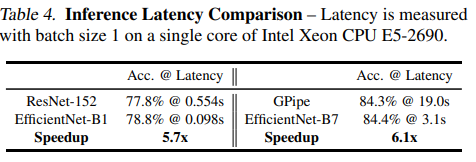 Table 4. Inference Latency Comparison – Latency is measured
with batch size 1 on a single core of Intel Xeon CPU E5-2690.
Acc. @ Latency Acc. @ Latency
ResNet-152 77.8% @ 0.554s GPipe 84.3% @ 19.0s
EfficientNet-B1 78.8% @ 0.098s EfficientNet-B7 84.4% @ 3.1s
Speedup 5.7x Speedup 6.1x